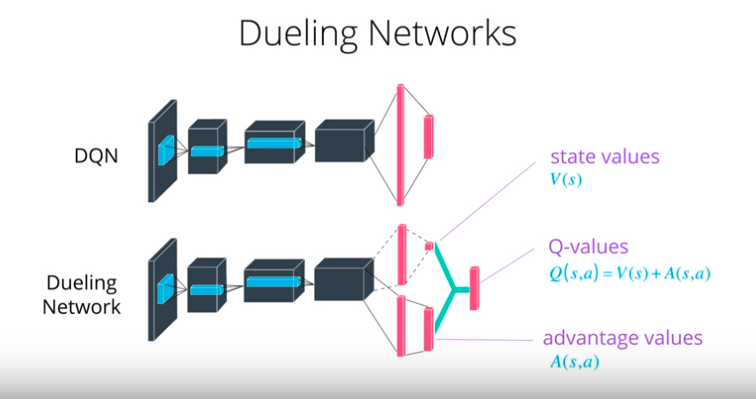 Dueling Networks
DQN
state values
V(s)
Dueling
Network
Q-values
Q(s,a) = V(s) + A(s,a)
advantage values
A(s,a)